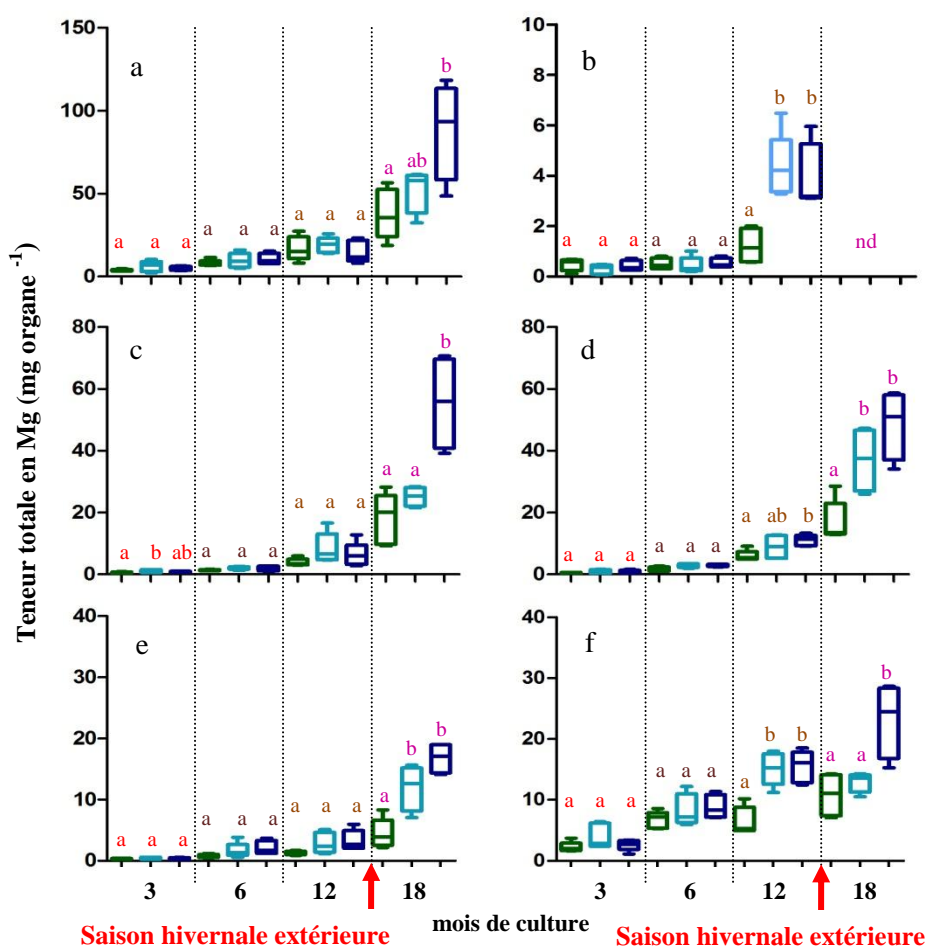 Teneur totale en Mg (mg organe ⁻¹)
150
100
50
0
a
a a a
a a a
a a a
a ab b
10
8
6
4
2
0
b
a a a
a a a
a b b
nd
80
60
40
20
0
c
a b ab
a a a
a a a
a a b
80
60
40
20
0
d
a a a
a a a
a ab b
a b b
40
30
20
10
0
e
a a a
a a a
a a a
a b b
40
30
20
10
0
f
a a a
a a a
a b b
a a b
3 6 12 18
3 6 12 18
mois de culture
Saison hivernale extérieure
Saison hivernale extérieure